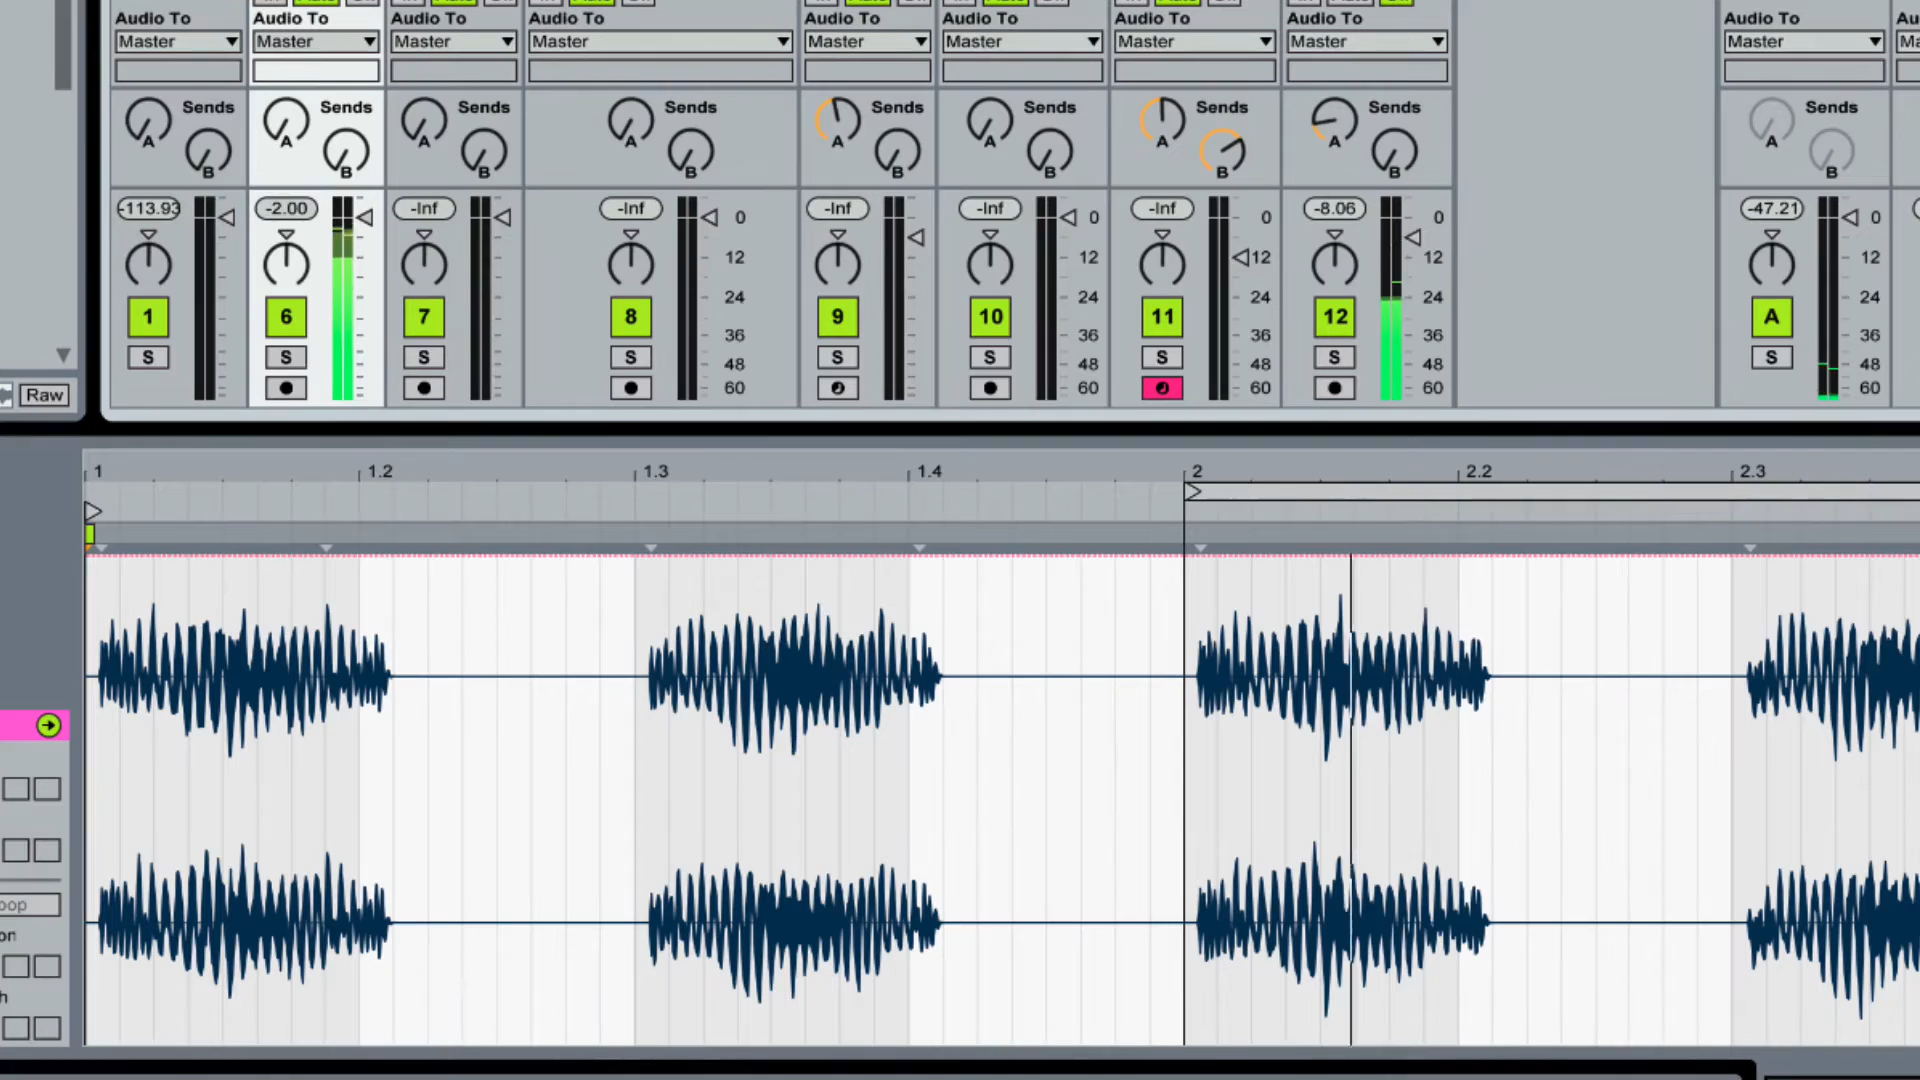 Audio To Audio To Audio To Audio To Audio To Audio To Audio To Audio To Audio To
Master Master Master Master Master Master Master Master Master
Sends Sends Sends Sends Sends Sends Sends Sends Sends
A A A A A A A A A
B B B B B B B B B
-113.93 -2.00 -Inf -Inf -Inf -Inf -Inf -8.06 -47.21
0 0 0 0 0
12 12 12 12 12
24 24 24 24 24
1 6 7 8 9 10 11 12 A
36 36 36 36 36
S S S S S S S S S
48 48 48 48 48
60 60 60 60 60
Raw
1 1.2 1.3 1.4 2 2.2 2.3
oop
on
h